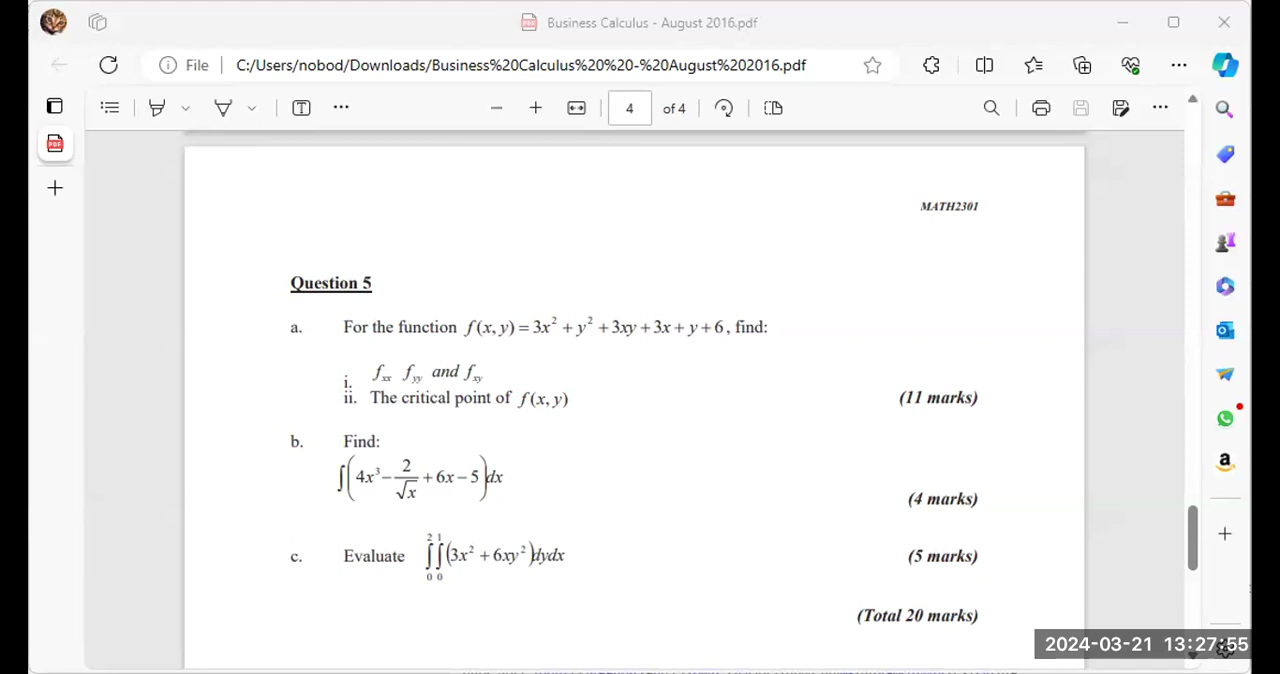 Business Calculus - August 2016.pdf
File C:/Users/nobod/Downloads/Business%20Calculus%20%20-%20August%202016.pdf
4 of 4
MATH2301
Question 5
a. For the function f(x, y) = 3x² + y² + 3xy + 3x + y + 6, find:
i. fₓₓ f_yy and f_xy
ii. The critical point of f(x, y) (11 marks)
b. Find:
∫(4x³ − 2/√x + 6x − 5)dx
(4 marks)
c. Evaluate ∫₀²∫₀¹(3x² + 6xy²)dydx (5 marks)
(Total 20 marks)
2024-03-21 13:27:55